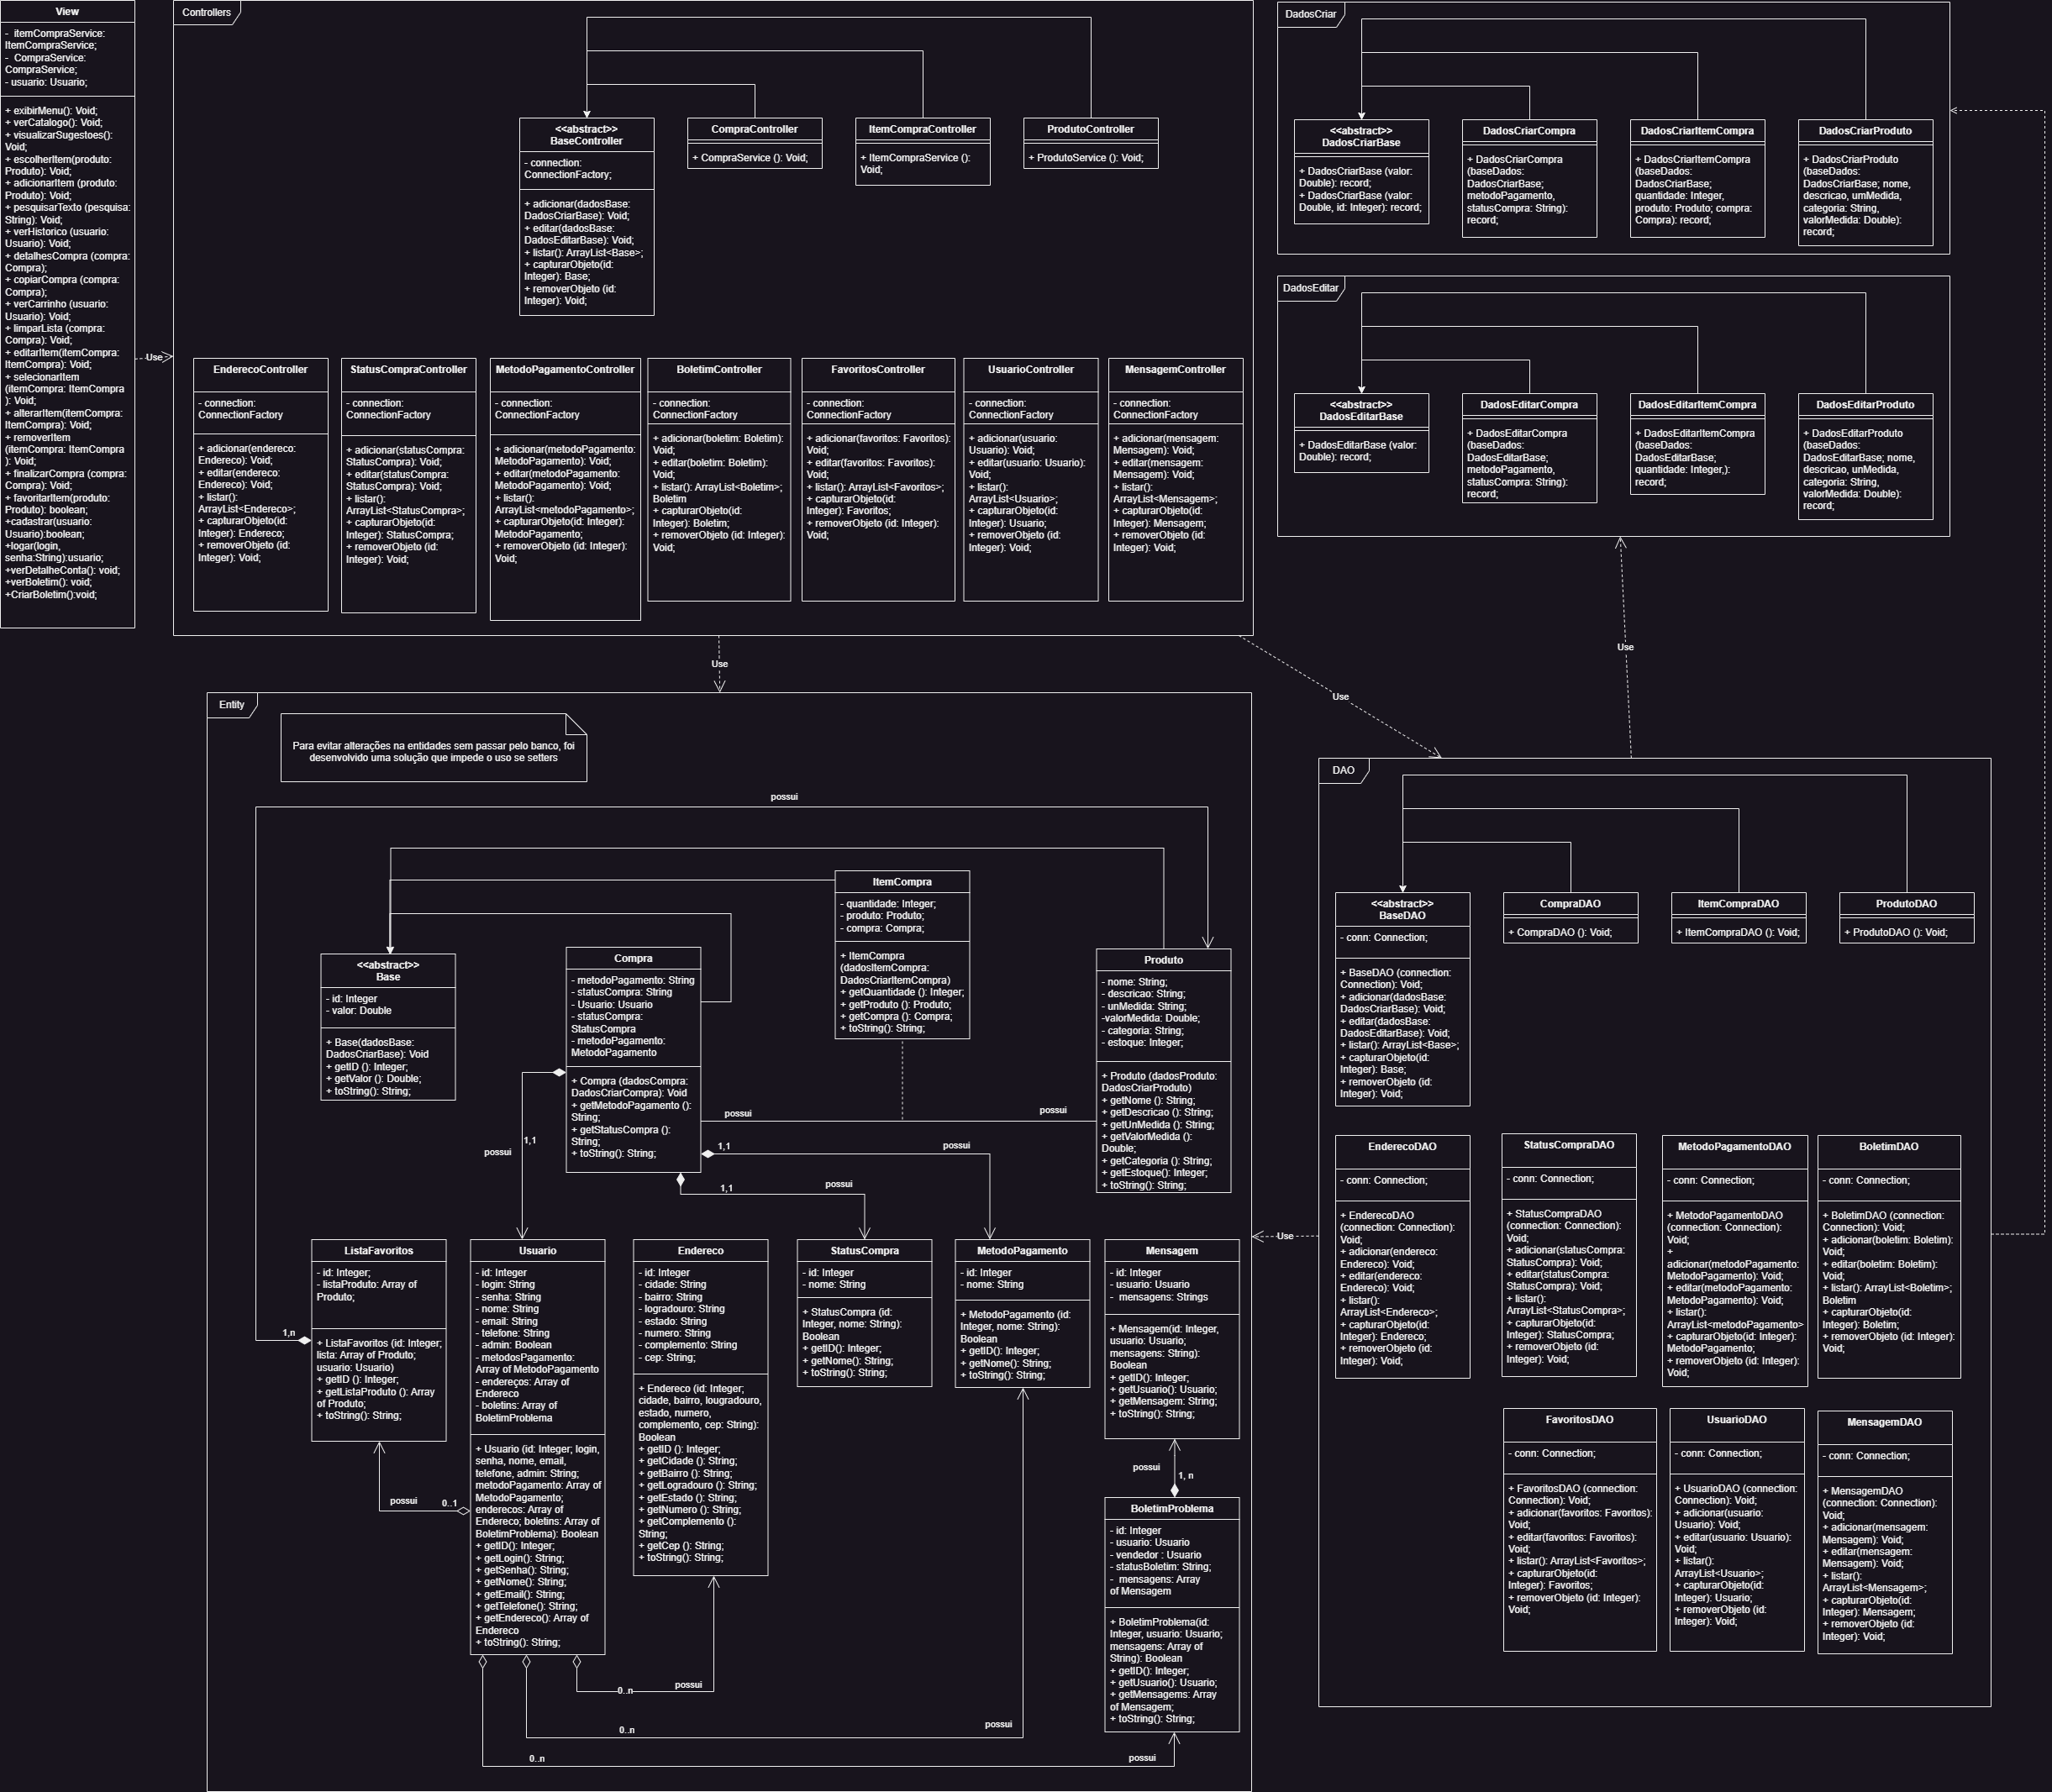 View
-  itemCompraService:
ItemCompraService;
-  CompraService:
CompraService;
- usuario: Usuario;
+ exibirMenu(): Void;
+ verCatalogo(): Void;
+ visualizarSugestoes():
Void;
+ escolherItem(produto:
Produto): Void;
+ adicionarItem (produto:
Produto): Void;
+ pesquisarTexto (pesquisa:
String): Void;
+ verHistorico (usuario:
Usuario): Void;
+ detalhesCompra (compra:
Compra);
+ copiarCompra (compra:
Compra);
+ verCarrinho (usuario:
Usuario): Void;
+ limparLista (compra:
Compra): Void;
+ editarItem(itemCompra:
ItemCompra): Void;
+ selecionarItem
(itemCompra: ItemCompra
): Void;
+ alterarItem(itemCompra:
ItemCompra): Void;
+ removerItem
(itemCompra: ItemCompra
): Void;
+ finalizarCompra (compra:
Compra): Void;
+ favoritarItem(produto:
Produto): boolean;
+cadastrar(usuario:
Usuario):boolean;
+logar(login,
senha:String):usuario;
+verDetalheConta(): void;
+verBoletim(): void;
+CriarBoletim():void;
Use
Controllers
<<abstract>>
BaseController
- connection:
ConnectionFactory;
+ adicionar(dadosBase:
DadosCriarBase): Void;
+ editar(dadosBase:
DadosEditarBase): Void;
+ listar(): ArrayList<Base>;
+ capturarObjeto(id:
Integer): Base;
+ removerObjeto (id:
Integer): Void;
CompraController
+ CompraService (): Void;
ItemCompraController
+ ItemCompraService ():
Void;
ProdutoController
+ ProdutoService (): Void;
EnderecoController
- connection:
ConnectionFactory
+ adicionar(endereco:
Endereco): Void;
+ editar(endereco:
Endereco): Void;
+ listar():
ArrayList<Endereco>;
+ capturarObjeto(id:
Integer): Endereco;
+ removerObjeto (id:
Integer): Void;
StatusCompraController
- connection:
ConnectionFactory
+ adicionar(statusCompra:
StatusCompra): Void;
+ editar(statusCompra:
StatusCompra): Void;
+ listar():
ArrayList<StatusCompra>;
+ capturarObjeto(id:
Integer): StatusCompra;
+ removerObjeto (id:
Integer): Void;
MetodoPagamentoController
- connection:
ConnectionFactory
+ adicionar(metodoPagamento:
MetodoPagamento): Void;
+ editar(metodoPagamento:
MetodoPagamento): Void;
+ listar():
ArrayList<metodoPagamento>;
+ capturarObjeto(id: Integer):
MetodoPagamento;
+ removerObjeto (id: Integer):
Void;
BoletimController
- connection:
ConnectionFactory
+ adicionar(boletim: Boletim):
Void;
+ editar(boletim: Boletim):
Void;
+ listar(): ArrayList<Boletim>;
Boletim
+ capturarObjeto(id:
Integer): Boletim;
+ removerObjeto (id: Integer):
Void;
FavoritosController
- connection:
ConnectionFactory
+ adicionar(favoritos: Favoritos):
Void;
+ editar(favoritos: Favoritos):
Void;
+ listar(): ArrayList<Favoritos>;
+ capturarObjeto(id:
Integer): Favoritos;
+ removerObjeto (id: Integer):
Void;
UsuarioController
- connection:
ConnectionFactory
+ adicionar(usuario:
Usuario): Void;
+ editar(usuario: Usuario):
Void;
+ listar():
ArrayList<Usuario>;
+ capturarObjeto(id:
Integer): Usuario;
+ removerObjeto (id:
Integer): Void;
MensagemController
- connection:
ConnectionFactory
+ adicionar(mensagem:
Mensagem): Void;
+ editar(mensagem:
Mensagem): Void;
+ listar():
ArrayList<Mensagem>;
+ capturarObjeto(id:
Integer): Mensagem;
+ removerObjeto (id:
Integer): Void;
DadosCriar
<<abstract>>
DadosCriarBase
+ DadosCriarBase (valor:
Double): record;
+ DadosCriarBase (valor:
Double, id: Integer): record;
DadosCriarCompra
+ DadosCriarCompra
(baseDados:
DadosCriarBase;
metodoPagamento,
statusCompra: String):
record;
DadosCriarItemCompra
+ DadosCriarItemCompra
(baseDados:
DadosCriarBase;
quantidade: Integer,
produto: Produto; compra:
Compra): record;
DadosCriarProduto
+ DadosCriarProduto
(baseDados:
DadosCriarBase; nome,
descricao, umMedida,
categoria: String,
valorMedida: Double):
record;
DadosEditar
<<abstract>>
DadosEditarBase
+ DadosEditarBase (valor:
Double): record;
DadosEditarCompra
+ DadosEditarCompra
(baseDados:
DadosEditarBase;
metodoPagamento,
statusCompra: String):
record;
DadosEditarItemCompra
+ DadosEditarItemCompra
(baseDados:
DadosEditarBase;
quantidade: Integer,):
record;
DadosEditarProduto
+ DadosEditarProduto
(baseDados:
DadosEditarBase; nome,
descricao, unMedida,
categoria: String,
valorMedida: Double):
record;
Use
Use
Use
Entity
Para evitar alterações na entidades sem passar pelo banco, foi
desenvolvido uma solução que impede o uso se setters
possui
<<abstract>>
Base
- id: Integer
- valor: Double
+ Base(dadosBase:
DadosCriarBase): Void
+ getID (): Integer;
+ getValor (): Double;
+ toString(): String;
Compra
- metodoPagamento: String
- statusCompra: String
- Usuario: Usuario
- statusCompra:
StatusCompra
- metodoPagamento:
MetodoPagamento
+ Compra (dadosCompra:
DadosCriarCompra): Void
+ getMetodoPagamento ():
String;
+ getStatusCompra ():
String;
+ toString(): String;
ItemCompra
- quantidade: Integer;
- produto: Produto;
- compra: Compra;
+ ItemCompra
(dadosItemCompra:
DadosCriarItemCompra)
+ getQuantidade (): Integer;
+ getProduto (): Produto;
+ getCompra (): Compra;
+ toString(): String;
Produto
- nome: String;
- descricao: String;
- unMedida: String;
-valorMedida: Double;
- categoria: String;
- estoque: Integer;
+ Produto (dadosProduto:
DadosCriarProduto)
+ getNome (): String;
+ getDescricao (): String;
+ getUnMedida (): String;
+ getValorMedida ():
Double;
+ getCategoria (): String;
+ getEstoque(): Integer;
+ toString(): String;
possui
possui
possui
1,1
1,1
possui
1,1
possui
1,n
ListaFavoritos
- id: Integer;
- listaProduto: Array of
Produto;
+ ListaFavoritos (id: Integer;
lista: Array of Produto;
usuario: Usuario)
+ getID (): Integer;
+ getListaProduto (): Array
of Produto;
+ toString(): String;
possui
0..1
Usuario
- id: Integer
- login: String
- senha: String
- nome: String
- email: String
- telefone: String
- admin: Boolean
- metodosPagamento:
Array of MetodoPagamento
- endereços: Array of
Endereco
- boletins: Array of
BoletimProblema
+ Usuario (id: Integer; login,
senha, nome, email,
telefone, admin: String;
metodoPagamento: Array of
MetodoPagamento;
enderecos: Array of
Endereco; boletins: Array of
BoletimProblema): Boolean
+ getID(): Integer;
+ getLogin(): String;
+ getSenha(): String;
+ getNome(): String;
+ getEmail(): String;
+ getTelefone(): String;
+ getEndereco(): Array of
Endereco
+ toString(): String;
Endereco
- id: Integer
- cidade: String
- bairro: String
- logradouro: String
- estado: String
- numero: String
- complemento: String
- cep: String;
+ Endereco (id: Integer;
cidade, bairro, lougradouro,
estado, numero,
complemento, cep: String):
Boolean
+ getID (): Integer;
+ getCidade (): String;
+ getBairro (): String;
+ getLogradouro (): String;
+ getEstado (): String;
+ getNumero (): String;
+ getComplemento ():
String;
+ getCep (): String;
+ toString(): String;
StatusCompra
- id: Integer
- nome: String
+ StatusCompra (id:
Integer, nome: String):
Boolean
+ getID(): Integer;
+ getNome(): String;
+ toString(): String;
MetodoPagamento
- id: Integer
- nome: String
+ MetodoPagamento (id:
Integer, nome: String):
Boolean
+ getID(): Integer;
+ getNome(): String;
+ toString(): String;
Mensagem
- id: Integer
- usuario: Usuario
-  mensagens: Strings
+ Mensagem(id: Integer,
usuario: Usuario;
mensagens: String):
Boolean
+ getID(): Integer;
+ getUsuario(): Usuario;
+ getMensagem: String;
+ toString(): String;
possui
1, n
BoletimProblema
- id: Integer
- usuario: Usuario
- vendedor : Usuario
- statusBoletim: String;
-  mensagens: Array
of Mensagem
+ BoletimProblema(id:
Integer, usuario: Usuario;
mensagens: Array of
String): Boolean
+ getID(): Integer;
+ getUsuario(): Usuario;
+ getMensagems: Array
of Mensagem;
+ toString(): String;
0..n
possui
0..n
possui
0..n
possui
Use
DAO
<<abstract>>
BaseDAO
- conn: Connection;
+ BaseDAO (connection:
Connection): Void;
+ adicionar(dadosBase:
DadosCriarBase): Void;
+ editar(dadosBase:
DadosEditarBase): Void;
+ listar(): ArrayList<Base>;
+ capturarObjeto(id:
Integer): Base;
+ removerObjeto (id:
Integer): Void;
CompraDAO
+ CompraDAO (): Void;
ItemCompraDAO
+ ItemCompraDAO (): Void;
ProdutoDAO
+ ProdutoDAO (): Void;
EnderecoDAO
- conn: Connection;
+ EnderecoDAO
(connection: Connection):
Void;
+ adicionar(endereco:
Endereco): Void;
+ editar(endereco:
Endereco): Void;
+ listar():
ArrayList<Endereco>;
+ capturarObjeto(id:
Integer): Endereco;
+ removerObjeto (id:
Integer): Void;
StatusCompraDAO
- conn: Connection;
+ StatusCompraDAO
(connection: Connection):
Void;
+ adicionar(statusCompra:
StatusCompra): Void;
+ editar(statusCompra:
StatusCompra): Void;
+ listar():
ArrayList<StatusCompra>;
+ capturarObjeto(id:
Integer): StatusCompra;
+ removerObjeto (id:
Integer): Void;
MetodoPagamentoDAO
- conn: Connection;
+ MetodoPagamentoDAO
(connection: Connection):
Void;
+
adicionar(metodoPagamento:
MetodoPagamento): Void;
+ editar(metodoPagamento:
MetodoPagamento): Void;
+ listar():
ArrayList<metodoPagamento>
+ capturarObjeto(id: Integer):
MetodoPagamento;
+ removerObjeto (id: Integer):
Void;
BoletimDAO
- conn: Connection;
+ BoletimDAO (connection:
Connection): Void;
+ adicionar(boletim: Boletim):
Void;
+ editar(boletim: Boletim):
Void;
+ listar(): ArrayList<Boletim>;
Boletim
+ capturarObjeto(id:
Integer): Boletim;
+ removerObjeto (id: Integer):
Void;
FavoritosDAO
- conn: Connection;
+ FavoritosDAO (connection:
Connection): Void;
+ adicionar(favoritos: Favoritos):
Void;
+ editar(favoritos: Favoritos):
Void;
+ listar(): ArrayList<Favoritos>;
+ capturarObjeto(id:
Integer): Favoritos;
+ removerObjeto (id: Integer):
Void;
UsuarioDAO
- conn: Connection;
+ UsuarioDAO (connection:
Connection): Void;
+ adicionar(usuario:
Usuario): Void;
+ editar(usuario: Usuario):
Void;
+ listar():
ArrayList<Usuario>;
+ capturarObjeto(id:
Integer): Usuario;
+ removerObjeto (id:
Integer): Void;
MensagemDAO
- conn: Connection;
+ MensagemDAO
(connection: Connection):
Void;
+ adicionar(mensagem:
Mensagem): Void;
+ editar(mensagem:
Mensagem): Void;
+ listar():
ArrayList<Mensagem>;
+ capturarObjeto(id:
Integer): Mensagem;
+ removerObjeto (id:
Integer): Void;